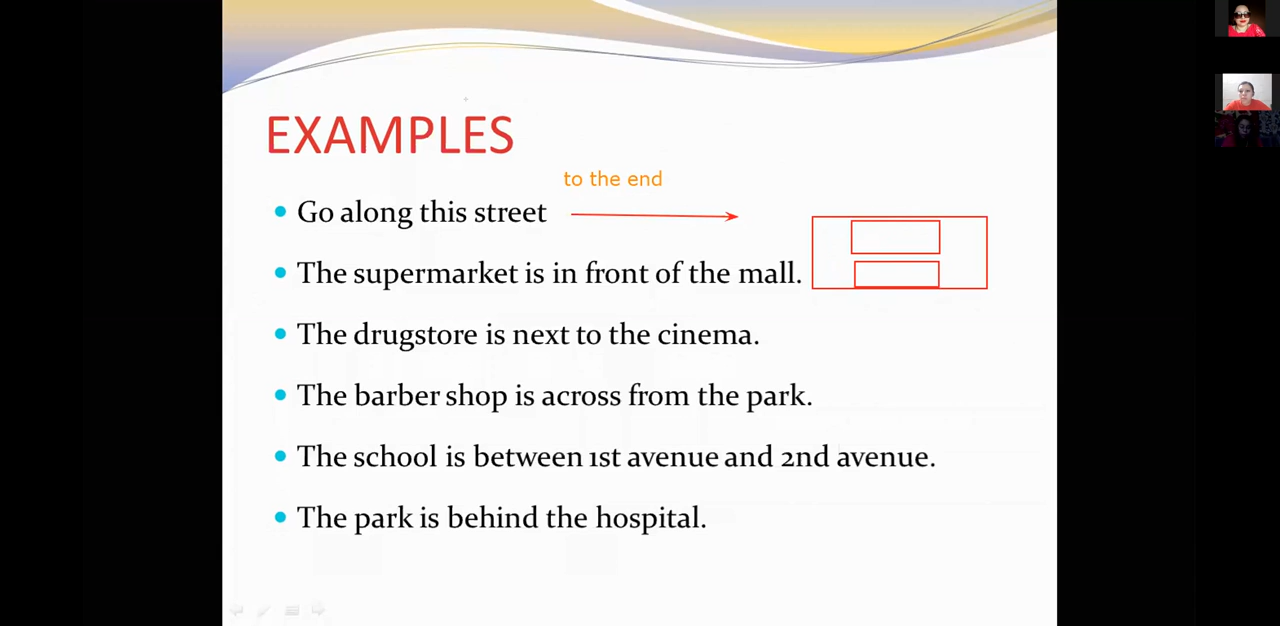 EXAMPLES
to the end
Go along this street
The supermarket is in front of the mall.
The drugstore is next to the cinema.
The barber shop is across from the park.
The school is between 1st avenue and 2nd avenue.
The park is behind the hospital.